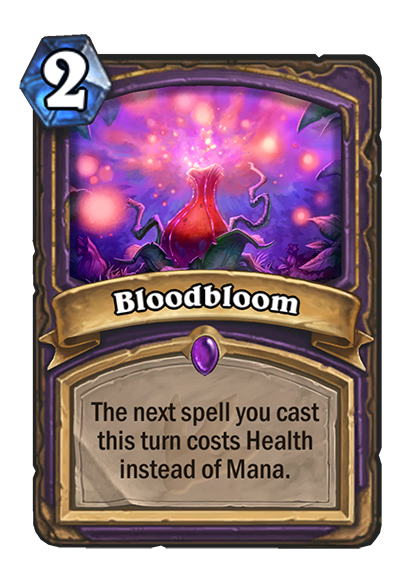 2
Bloodbloom
The next spell you cast
this turn costs Health
instead of Mana.